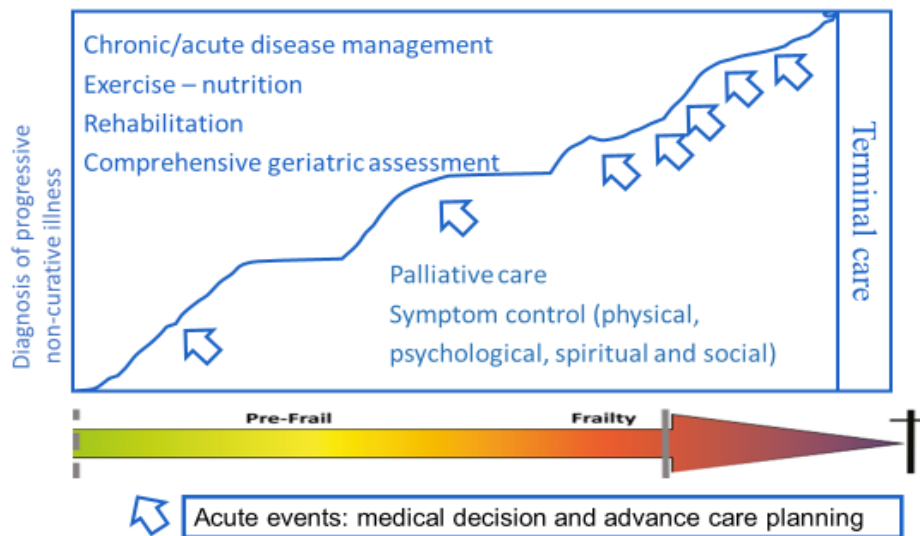 Chronic/acute disease management
Exercise – nutrition
Rehabilitation
Comprehensive geriatric assessment
Diagnosis of progressive
non-curative illness
Palliative care
Symptom control (physical,
psychological, spiritual and social)
Terminal care
Pre-Frail
Frailty
Acute events: medical decision and advance care planning